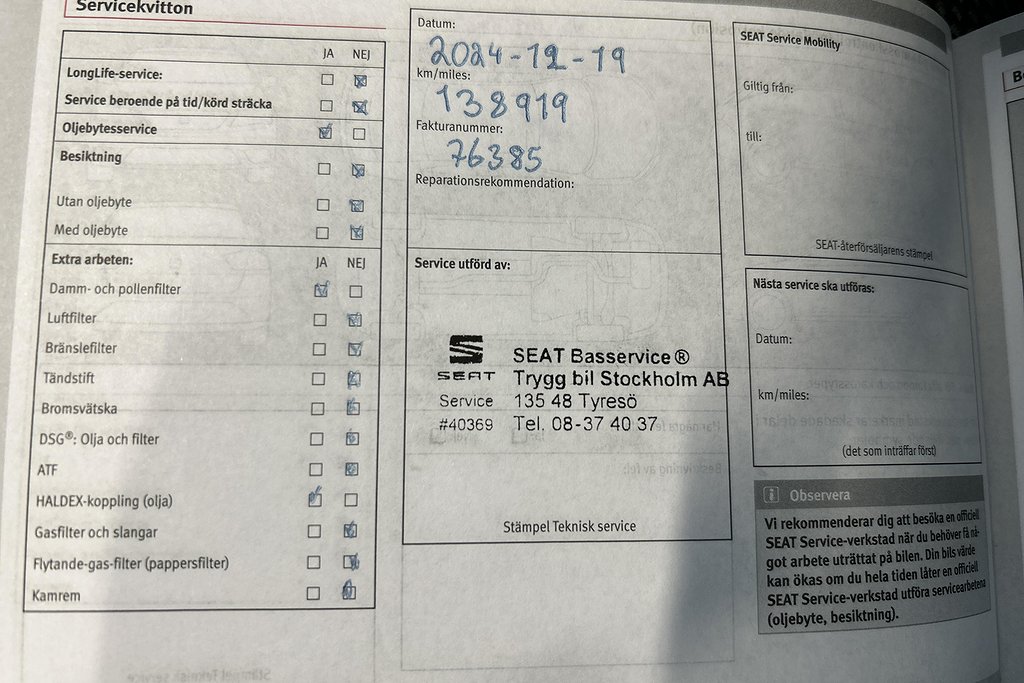 Servicekvitton
JA NEJ
LongLife-service:
Service beroende på tid/körd sträcka
Oljebytesservice
Besiktning
Utan oljebyte
Med oljebyte
Extra arbeten: JA NEJ
Damm- och pollenfilter
Luftfilter
Bränslefilter
Tändstift
Bromsvätska
DSG®: Olja och filter
ATF
HALDEX-koppling (olja)
Gasfilter och slangar
Flytande-gas-filter (pappersfilter)
Kamrem
Datum:
2024-12-19
km/miles:
138919
Fakturanummer:
76385
Reparationsrekommendation:
Service utförd av:
SEAT
Service
#40369
SEAT Basservice®
Trygg bil Stockholm AB
135 48 Tyresö
Tel. 08-37 40 37
Stämpel Teknisk service
SEAT Service Mobility
Giltig från:
till:
SEAT-återförsäljarens stämpel
Nästa service ska utföras:
Datum:
km/miles:
(det som inträffar först)
i Observera
Vi rekommenderar dig att besöka en officiell
SEAT Service-verkstad när du behöver få nå-
got arbete uträttat på bilen. Din bils värde
kan ökas om du hela tiden låter en officiell
SEAT Service-verkstad utföra servicearbetena
(oljebyte, besiktning).